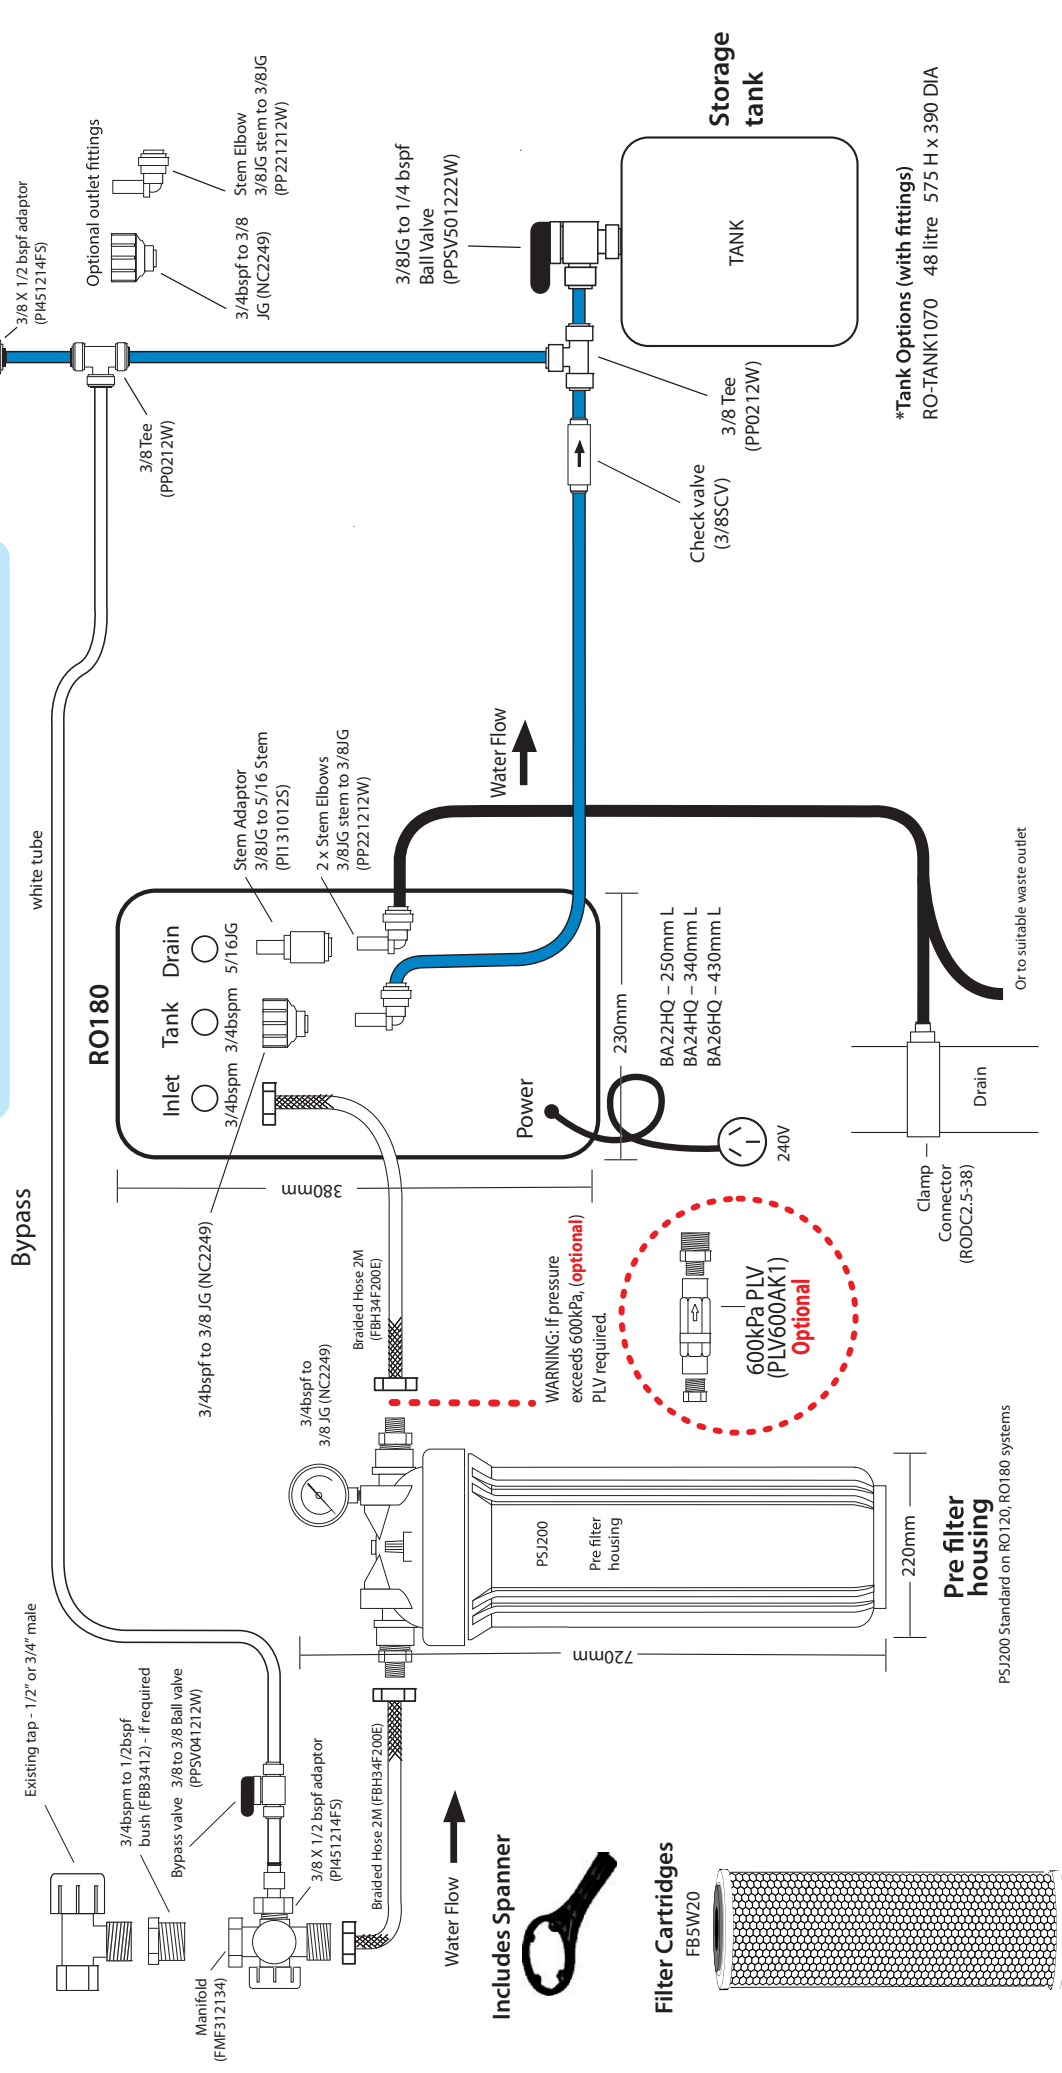 Existing tap - 1/2" or 3/4" male
3/4bspm to 1/2bspf
bush (FBB3412) - if required
Bypass valve 3/8 to 3/8 Ball valve
(PPSV041212W)
Manifold
(FMF312134)
3/8 X 1/2 bspf adaptor
(PI451214FS)
Braided Hose 2M (FBH34F200E)
Water Flow
Includes Spanner
Filter Cartridges
FB5W20
Bypass
white tube
720mm
3/4bspf to
3/8 JG (NC2249)
PSJ200
Pre filter
housing
220mm
Pre filter
housing
PSJ200 Standard on RO120, RO180 systems
3/4bspf to 3/8 JG (NC2249)
Braided Hose 2M
(FBH34F200E)
WARNING: If pressure
exceeds 600kPa, (optional)
PLV required.
600kPa PLV
(PLV600AK1)
Optional
380mm
RO180
Inlet Tank Drain
3/4bspm 3/4bspm 5/16JG
Stem Adaptor
3/8JG to 5/16 Stem
(PI131012S)
2 x Stem Elbows
3/8JG stem to 3/8JG
(PP221212W)
Power
230mm
BA22HQ – 250mm L
BA24HQ – 340mm L
BA26HQ – 430mm L
240V
Water Flow
Clamp
Connector
(RODC2.5-38)
Drain
Or to suitable waste outlet
3/8 X 1/2 bspf adaptor
(PI451214FS)
3/8 Tee
(PP0212W)
Optional outlet fittings
3/4bspf to 3/8
JG (NC2249)
Stem Elbow
3/8JG stem to 3/8JG
(PP221212W)
3/8JG to 1/4 bspf
Ball Valve
(PPSV501222W)
Check valve
(3/8SCV)
3/8 Tee
(PP0212W)
Storage
tank
TANK
*Tank Options (with fittings)
RO-TANK1070 48 litre 575 H x 390 DIA